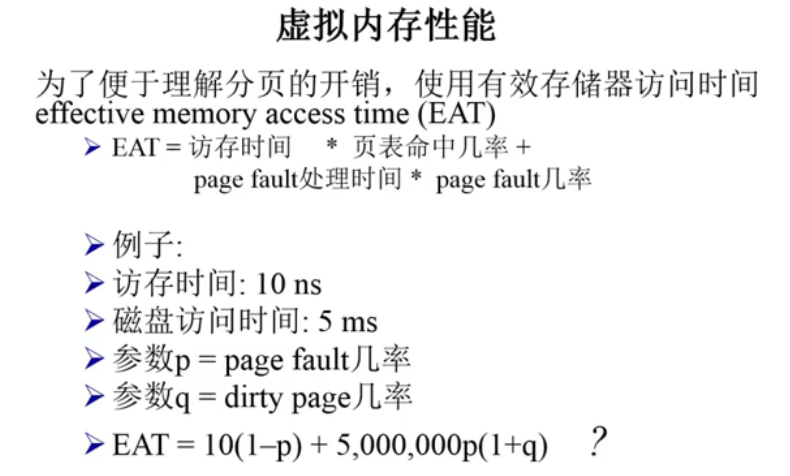 虚拟内存性能
为了便于理解分页的开销，使用有效存储器访问时间
effective memory access time (EAT)
➢ EAT = 访存时间 * 页表命中几率 +
page fault处理时间 * page fault几率
➢ 例子:
➢ 访存时间: 10 ns
➢ 磁盘访问时间: 5 ms
➢ 参数p = page fault几率
➢ 参数q = dirty page几率
➢ EAT = 10(1–p) + 5,000,000p(1+q) ?